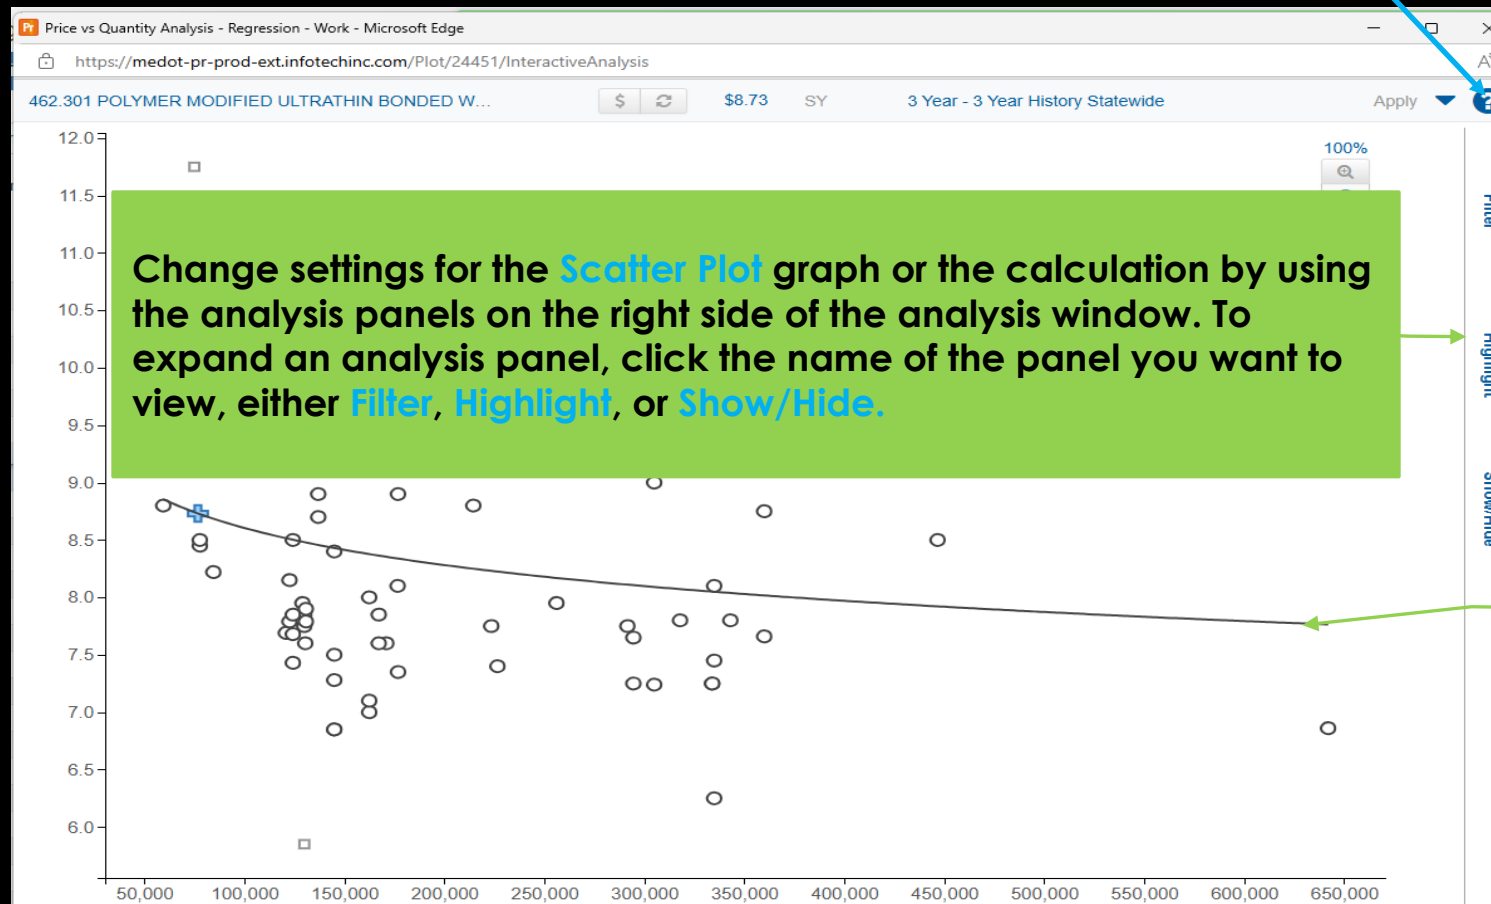 Price vs Quantity Analysis - Regression - Work - Microsoft Edge
https://medot-pr-prod-ext.infotechinc.com/Plot/24451/InteractiveAnalysis
462.301 POLYMER MODIFIED ULTRATHIN BONDED W... $ $8.73 SY 3 Year - 3 Year History Statewide Apply ?
12.0
100%
11.5
Filter
11.0
Change settings for the Scatter Plot graph or the calculation by using
10.5
the analysis panels on the right side of the analysis window. To
expand an analysis panel, click the name of the panel you want to
10.0
Highlight
view, either Filter, Highlight, or Show/Hide.
9.5
9.0
Show/Hide
8.5
8.0
7.5
7.0
6.5
6.0
50,000 100,000 150,000 200,000 250,000 300,000 350,000 400,000 450,000 500,000 550,000 600,000 650,000